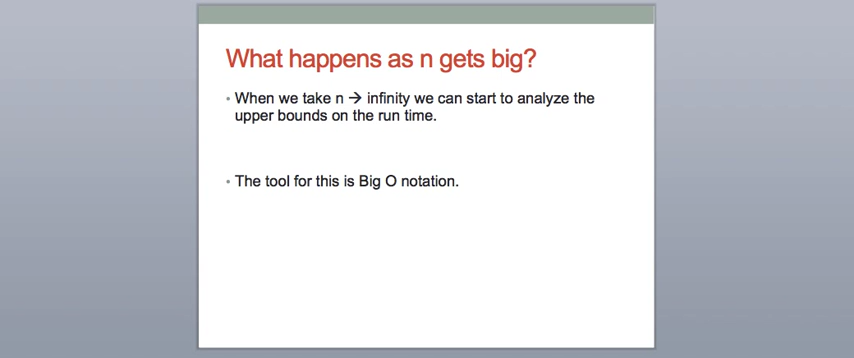 What happens as n gets big?
• When we take n → infinity we can start to analyze the
upper bounds on the run time.
• The tool for this is Big O notation.